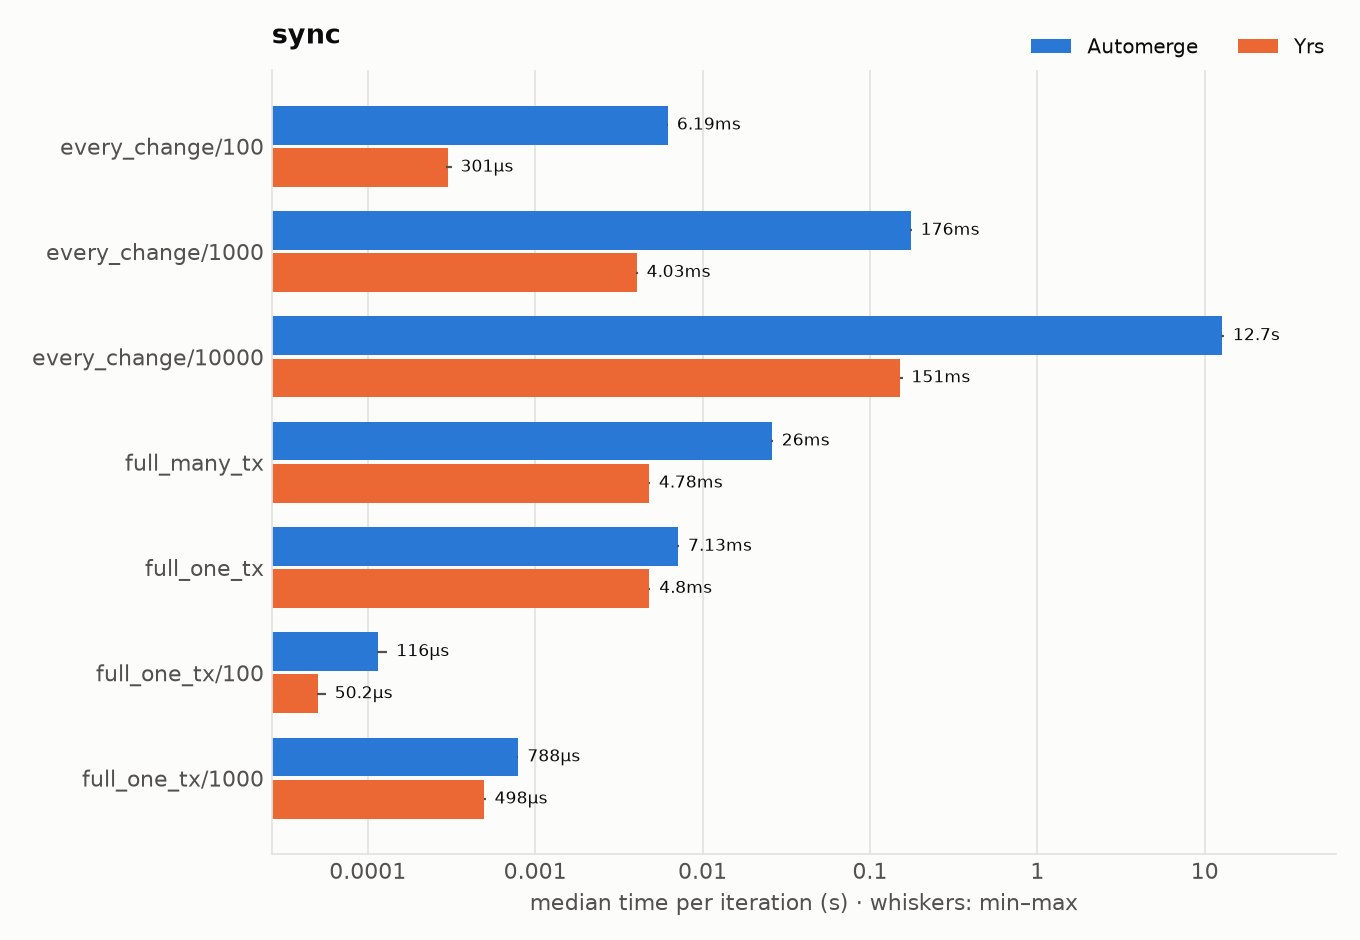 sync
Automerge
Yrs
every_change/100
6.19ms
301µs
every_change/1000
176ms
4.03ms
every_change/10000
12.7s
151ms
full_many_tx
26ms
4.78ms
full_one_tx
7.13ms
4.8ms
full_one_tx/100
116µs
50.2µs
full_one_tx/1000
788µs
498µs
0.0001 0.001 0.01 0.1 1 10
median time per iteration (s) · whiskers: min–max